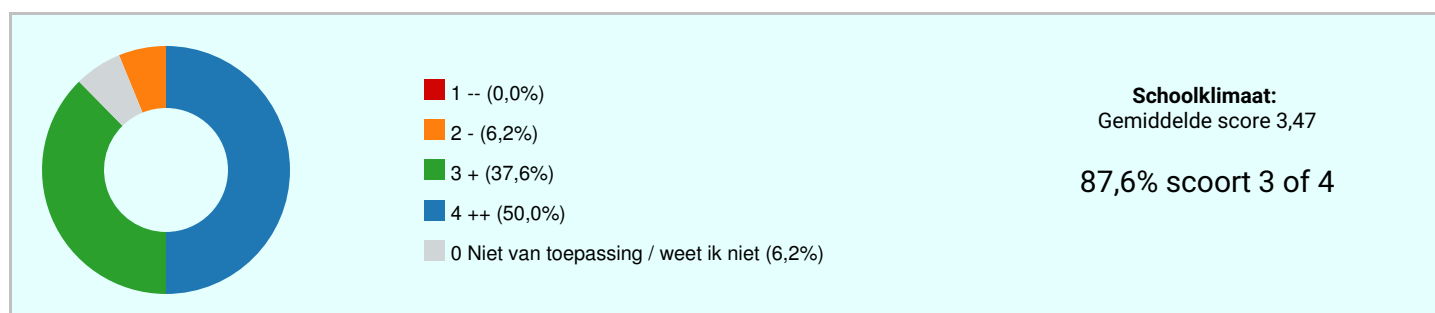 1 -- (0,0%)
2 - (6,2%)
3 + (37,6%)
4 ++ (50,0%)
0 Niet van toepassing / weet ik niet (6,2%)
Schoolklimaat:
Gemiddelde score 3,47
87,6% scoort 3 of 4